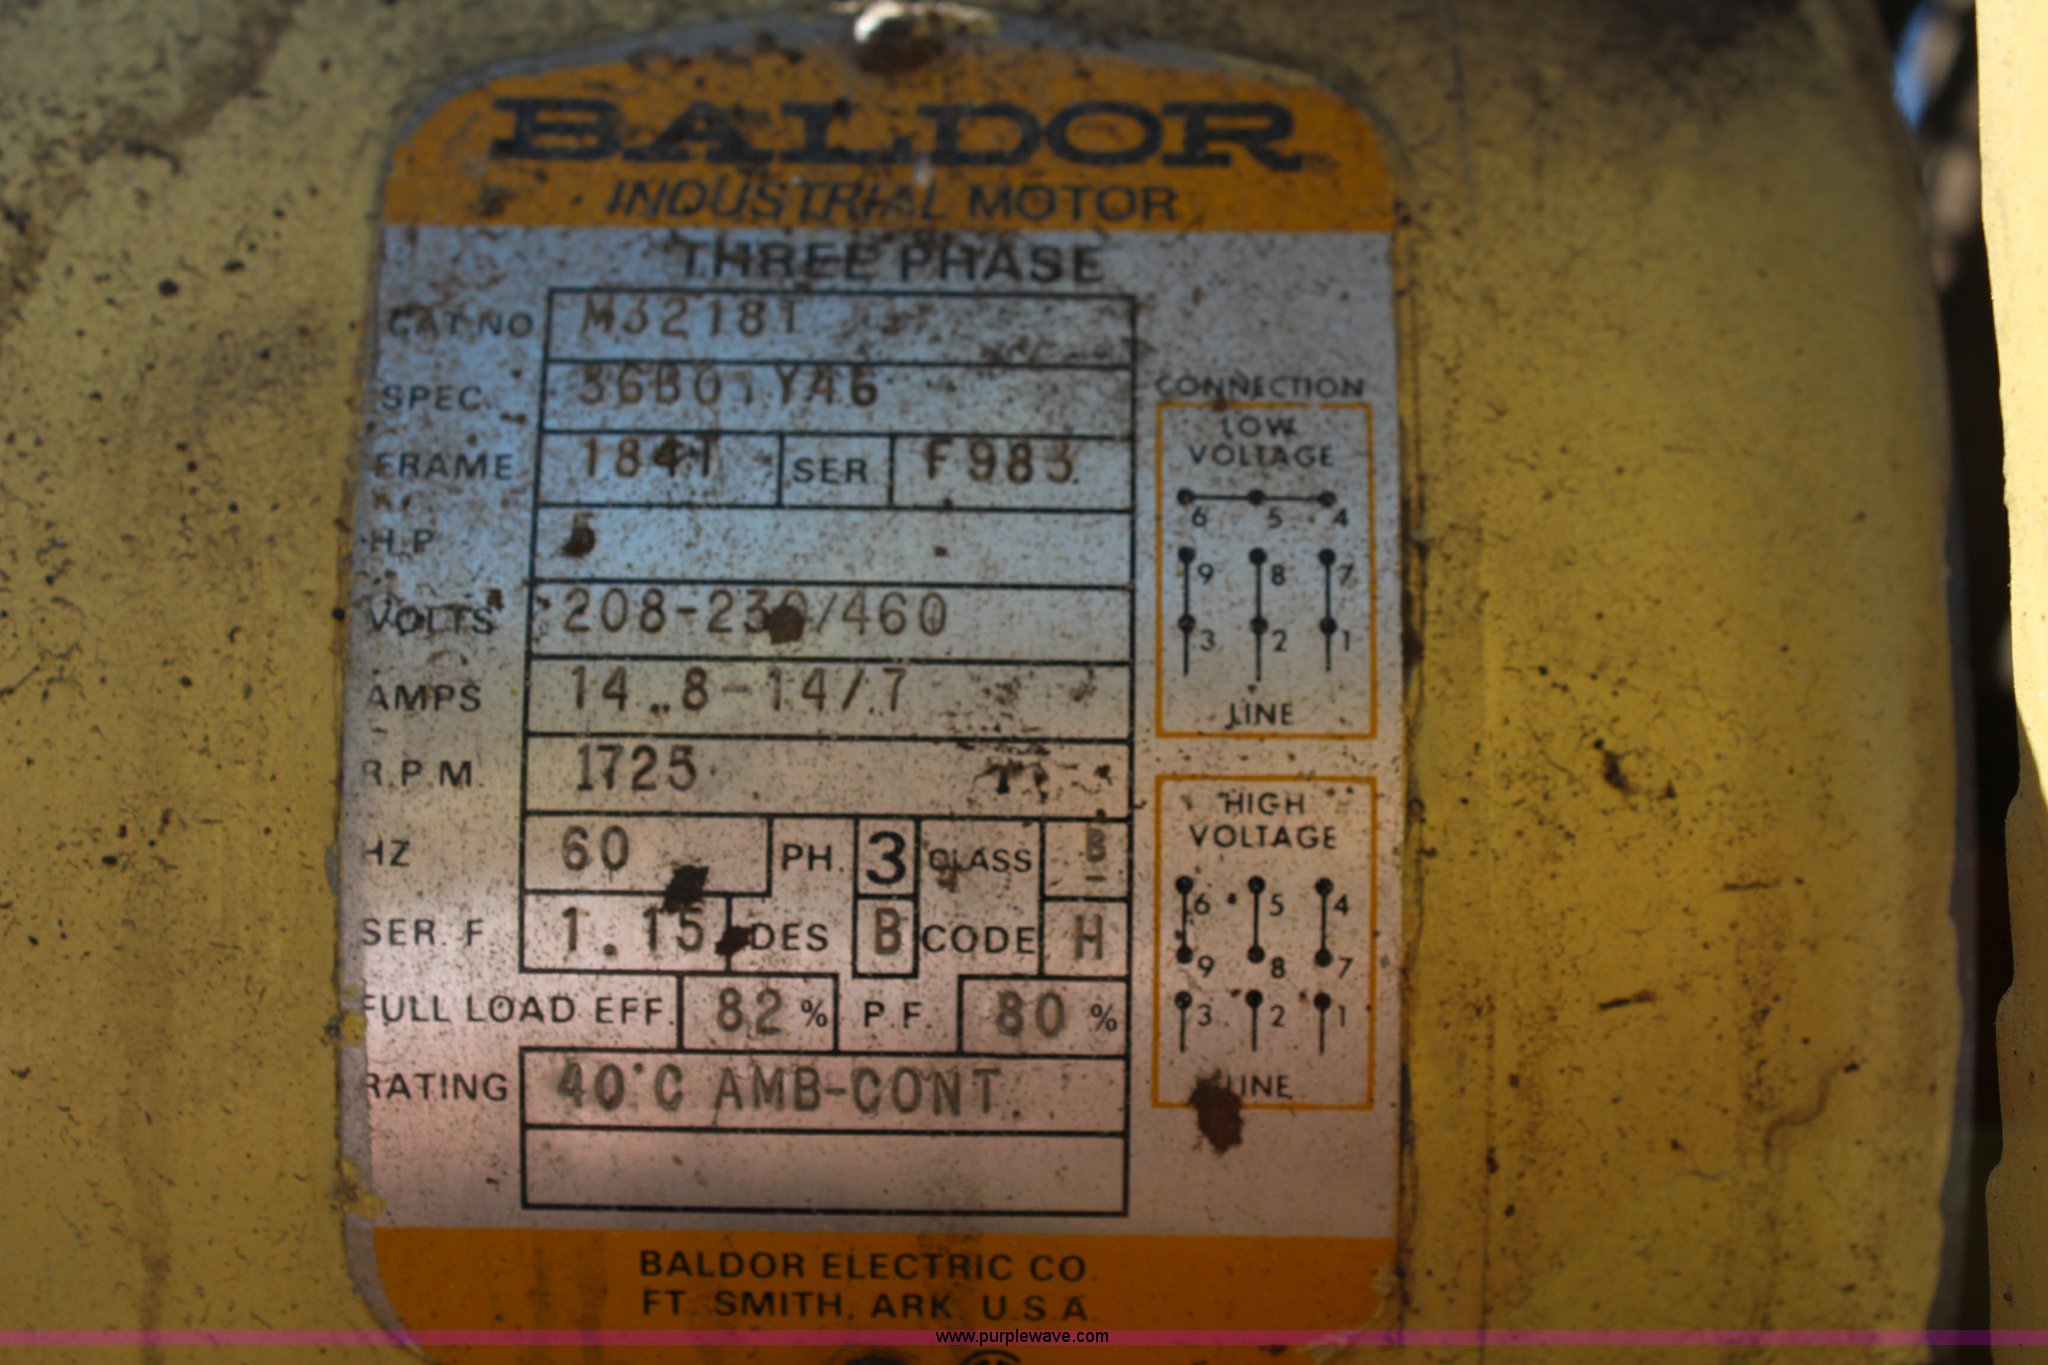 BALDOR
INDUSTRIAL MOTOR
THREE PHASE
CAT.NO M3218T
SPEC. 36B01Y46
FRAME 184T SER F983
H.P. 5
VOLTS 208-230/460
AMPS 14.8-14/7
R.P.M. 1725
HZ 60 PH. 3 CLASS B
SER. F. 1.15 DES B CODE H
FULL LOAD EFF. 82 % P.F. 80 %
RATING 40°C AMB-CONT
CONNECTION
LOW
VOLTAGE
6 5 4
9 8 7
3 2 1
LINE
HIGH
VOLTAGE
6 5 4
9 8 7
3 2 1
LINE
BALDOR ELECTRIC CO.
FT. SMITH, ARK. U.S.A.
www.purplewave.com